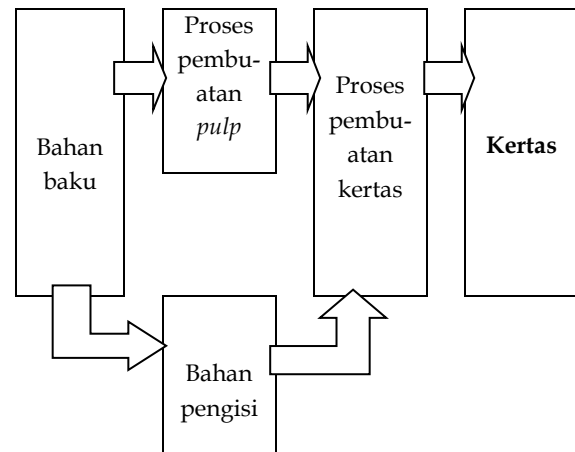 Bahan
baku
Proses
pembu-
atan
pulp
Proses
pembu-
atan
kertas
Kertas
Bahan
pengisi